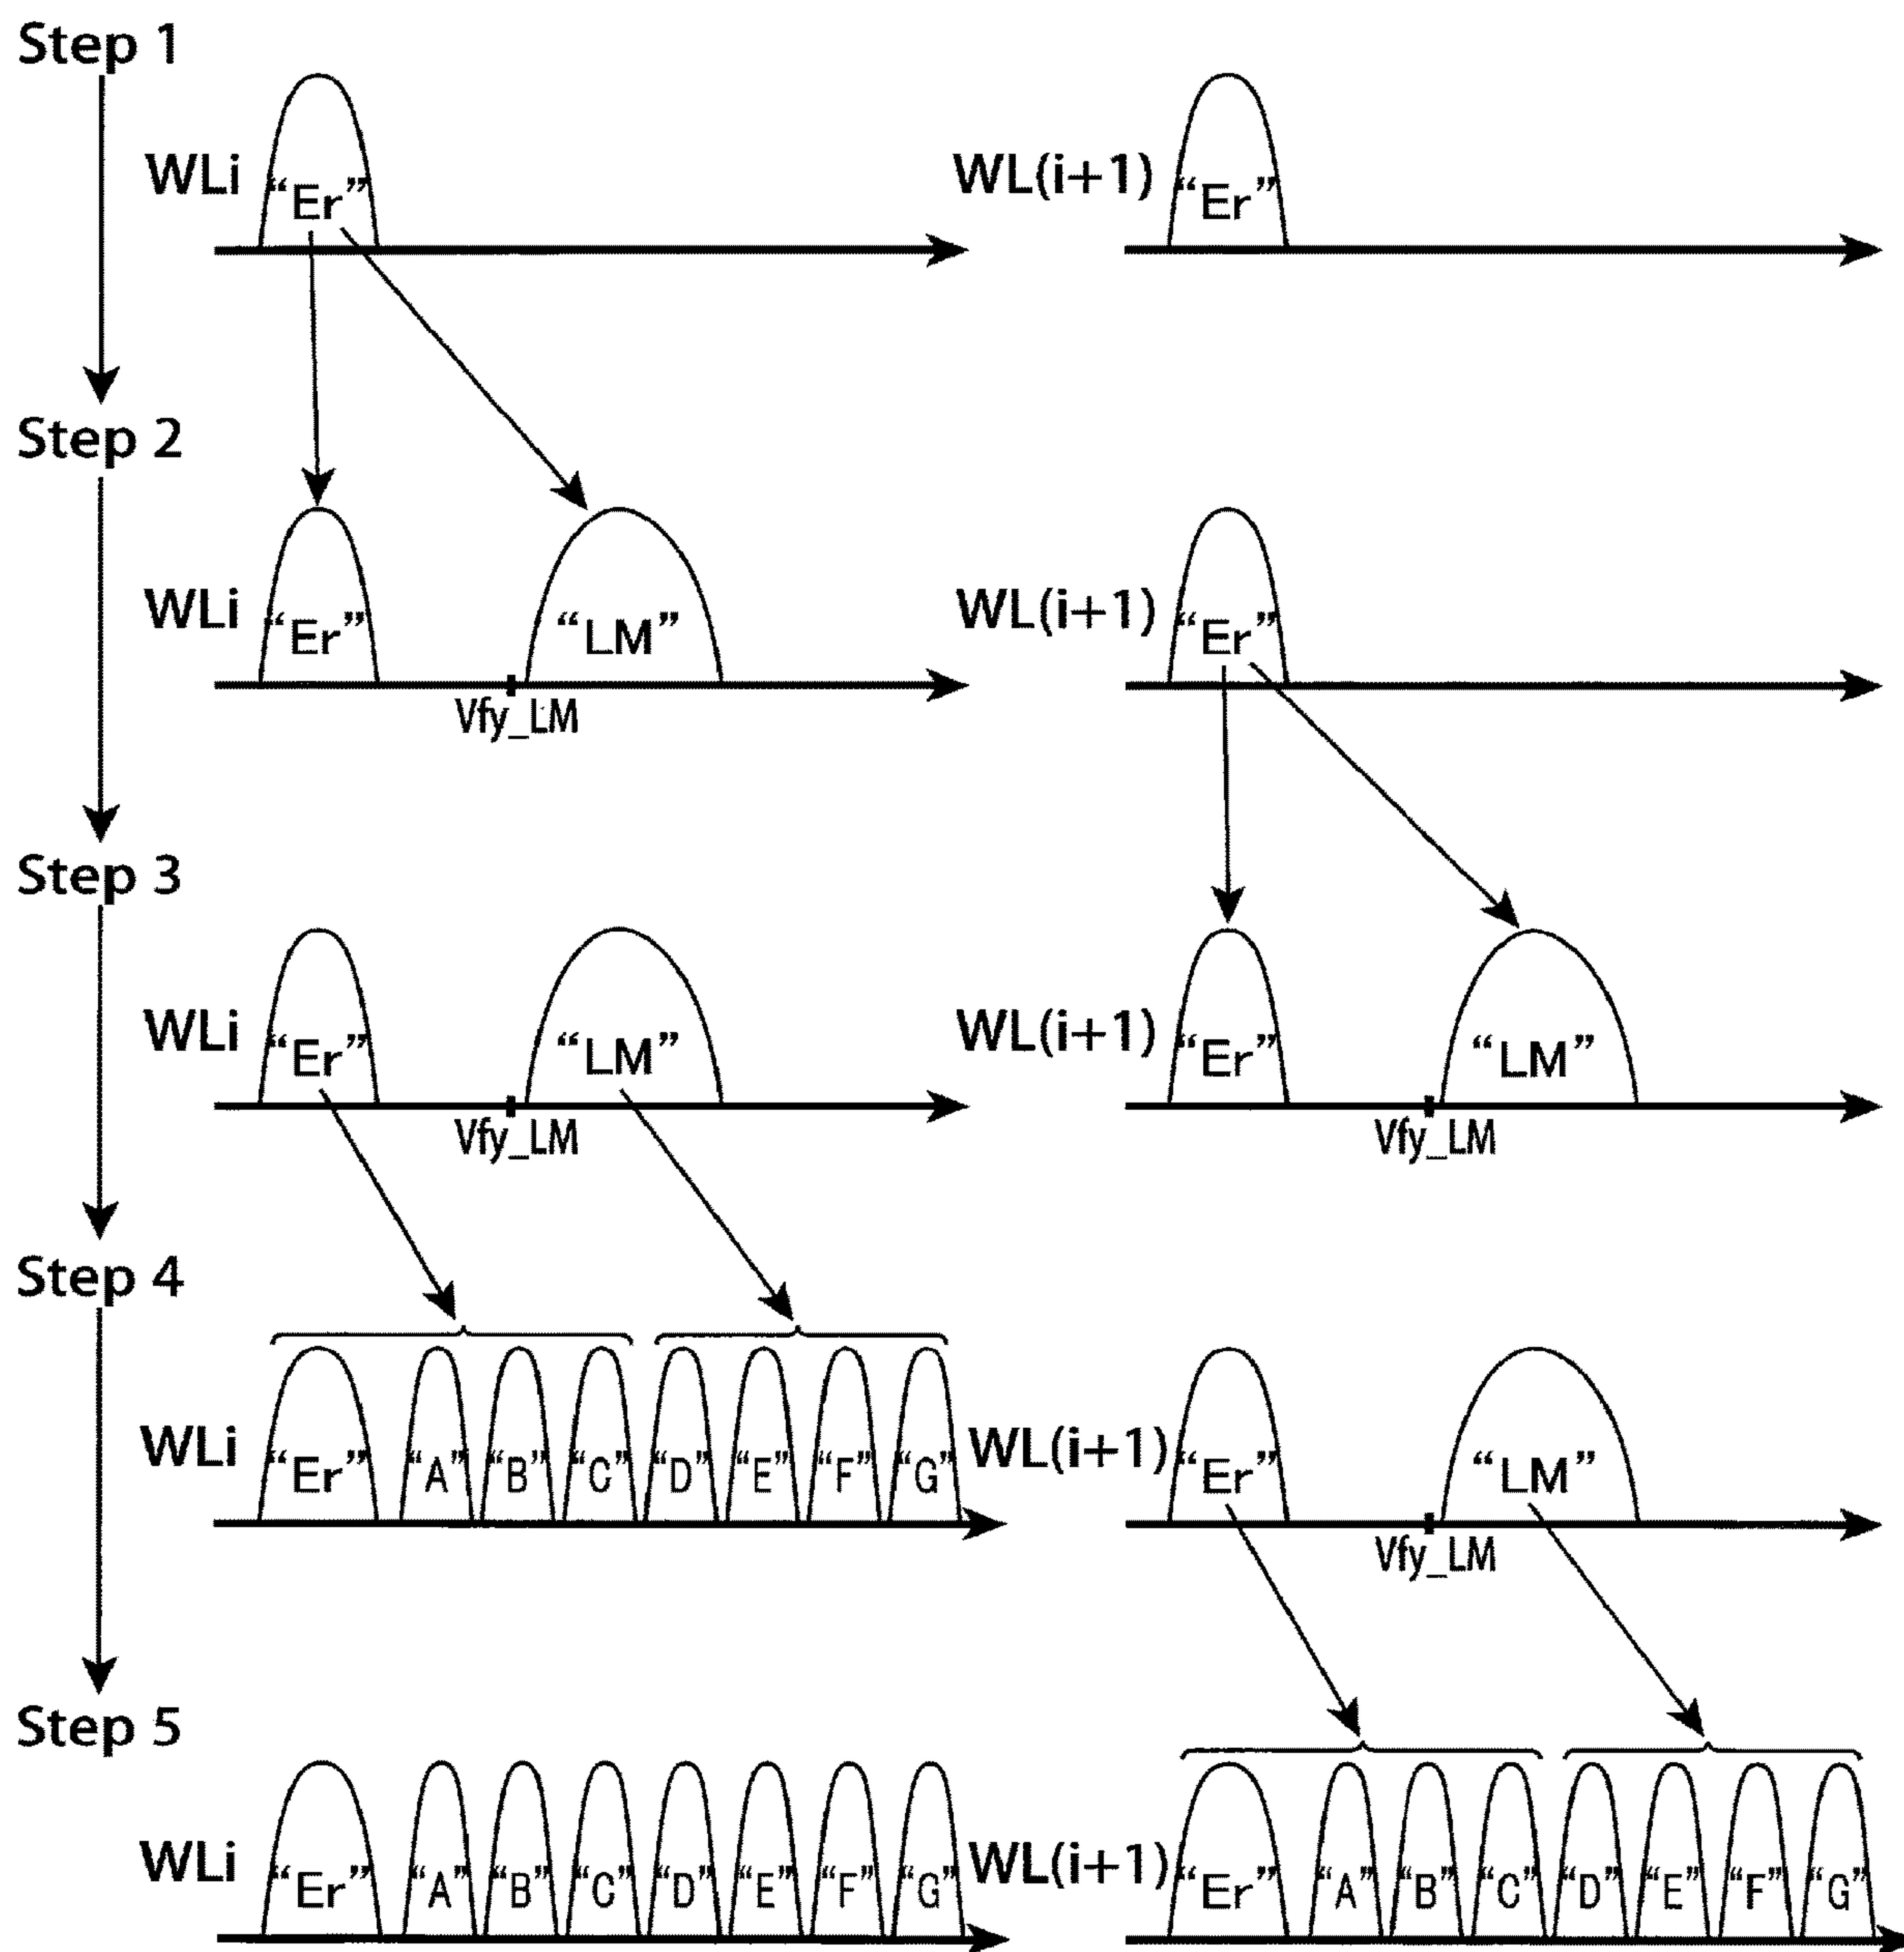 Step 1
WLi “Er” WL(i+1) “Er”
Step 2
WLi “Er” “LM” WL(i+1) “Er”
Vfy_LM
Step 3
WLi “Er” “LM” WL(i+1) “Er” “LM”
Vfy_LM Vfy_LM
Step 4
WLi “Er” “A” “B” “C” “D” “E” “F” “G” WL(i+1) “Er” “LM”
Vfy_LM
Step 5
WLi “Er” “A” “B” “C” “D” “E” “F” “G” WL(i+1) “Er” “A” “B” “C” “D” “E” “F” “G”